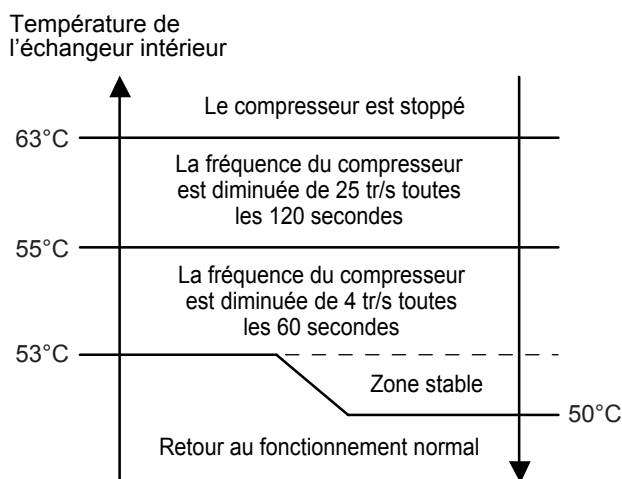 Température de
l’échangeur intérieur
Le compresseur est stoppé
63°C
La fréquence du compresseur
est diminuée de 25 tr/s toutes
les 120 secondes
55°C
La fréquence du compresseur
est diminuée de 4 tr/s toutes
les 60 secondes
53°C
Zone stable
50°C
Retour au fonctionnement normal